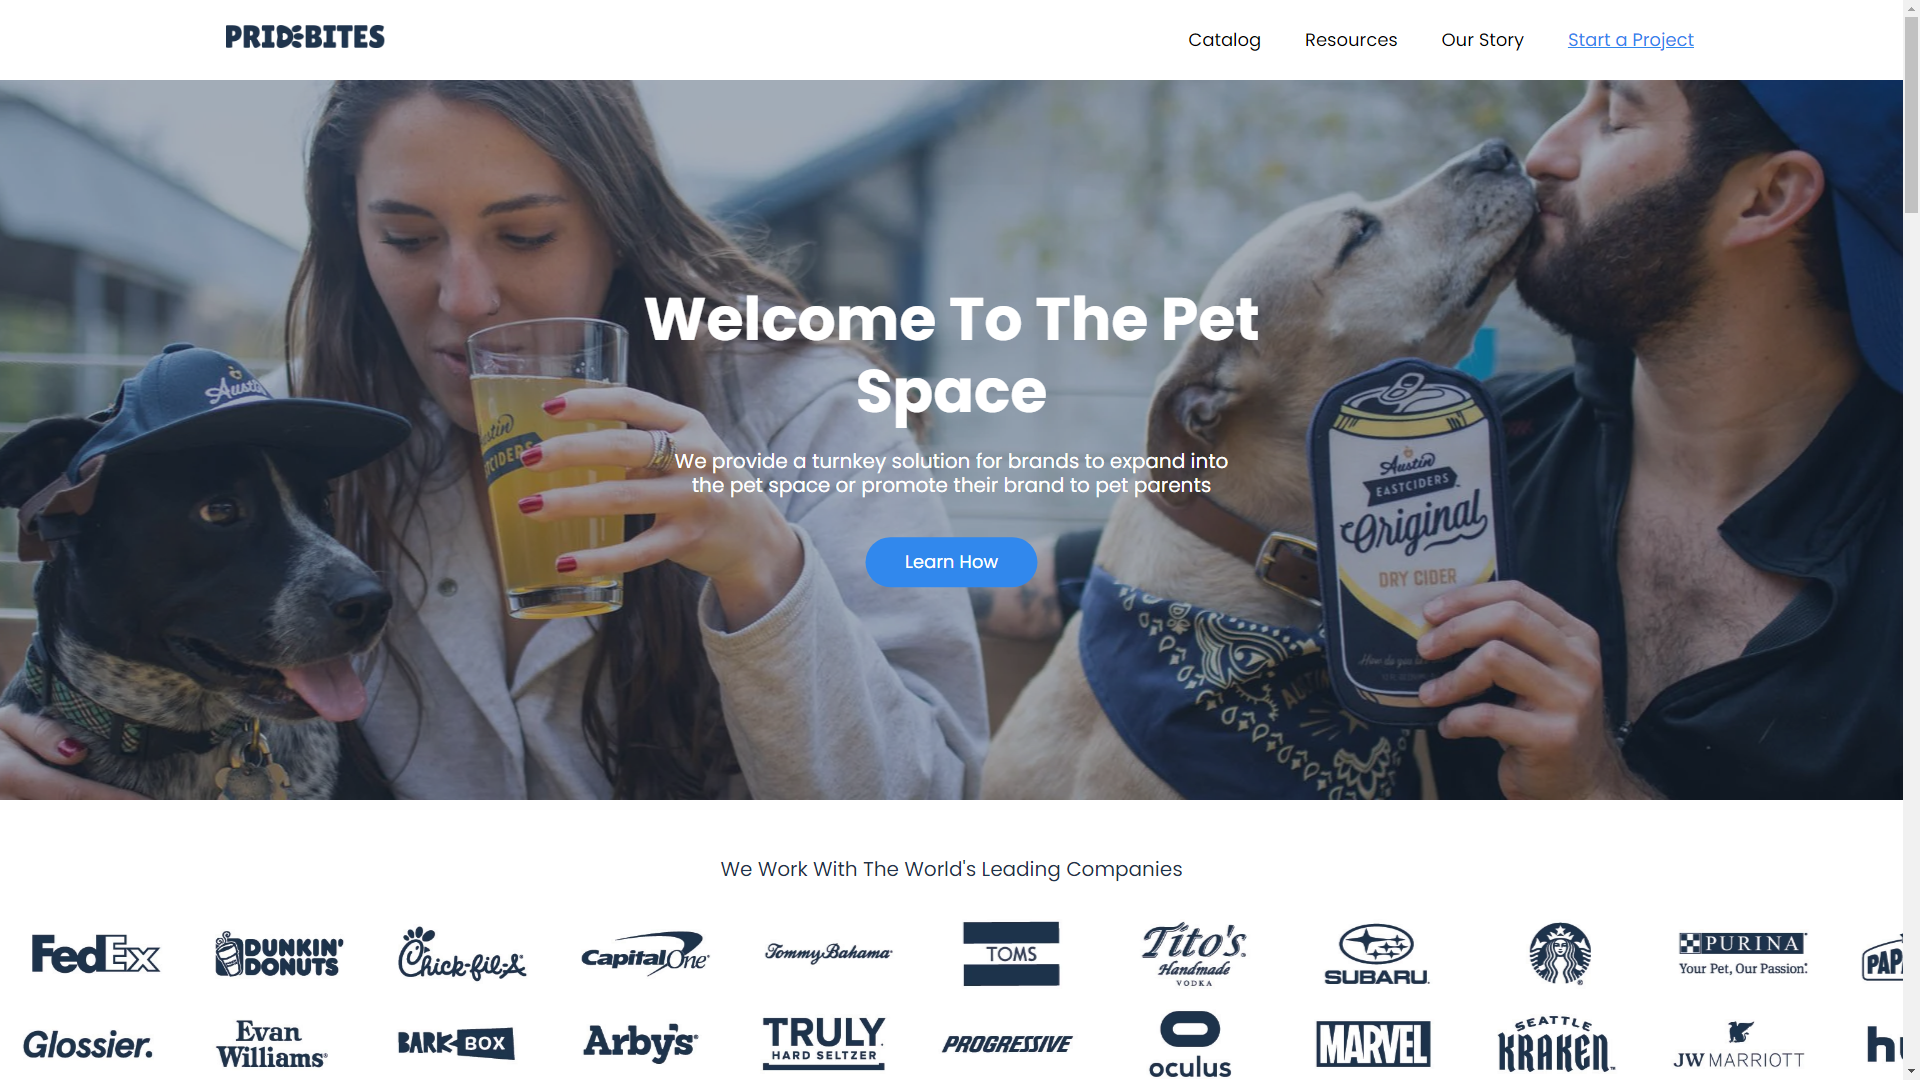 PRIDEBITES
Catalog
Resources
Our Story
Start a Project
Welcome To The Pet
Space
We provide a turnkey solution for brands to expand into
the pet space or promote their brand to pet parents
Learn How
Austin
EASTCIDERS
Original
DRY CIDER
We Work With The World's Leading Companies
FedEx
DUNKIN'
DONUTS
Chick-fil-A
Capital One
Tommy Bahama
TOMS
Tito's
Handmade
VODKA
SUBARU
PURINA
Your Pet, Our Passion.
Glossier.
Evan
Williams
BARK BOX
Arby's
TRULY
HARD SELTZER
PROGRESSIVE
oculus
MARVEL
SEATTLE
KRAKEN
JW MARRIOTT